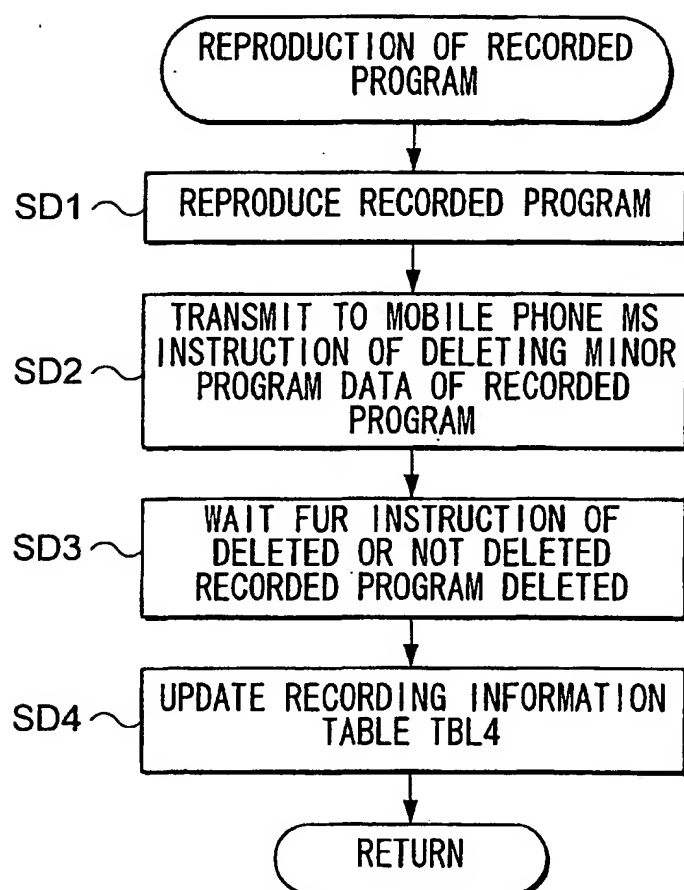 REPRODUCTION OF RECORDED
PROGRAM
SD1
REPRODUCE RECORDED PROGRAM
SD2
TRANSMIT TO MOBILE PHONE MS
INSTRUCTION OF DELETING MINOR
PROGRAM DATA OF RECORDED
PROGRAM
SD3
WAIT FUR INSTRUCTION OF
DELETED OR NOT DELETED
RECORDED PROGRAM DELETED
SD4
UPDATE RECORDING INFORMATION
TABLE TBL4
RETURN